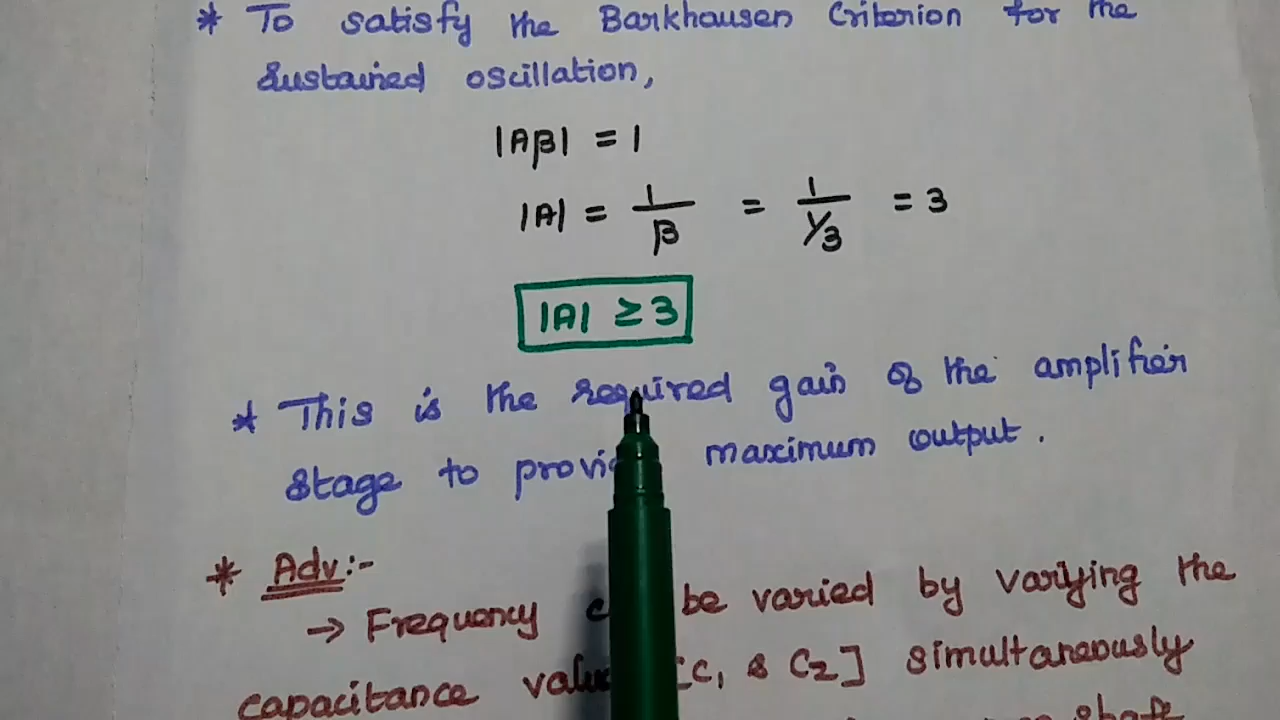 * To satisfy the Barkhausen Criterion for the
sustained oscillation,
|Aβ| = 1
|A| = 1/β = 1/(1/3) = 3
|A| ≥ 3
* This is the required gain of the amplifier
stage to provi maximum output.
* Adv:-
→ Frequency c be varied by varying the
capacitance valu [C₁ & C₂] simultaneously
shaft